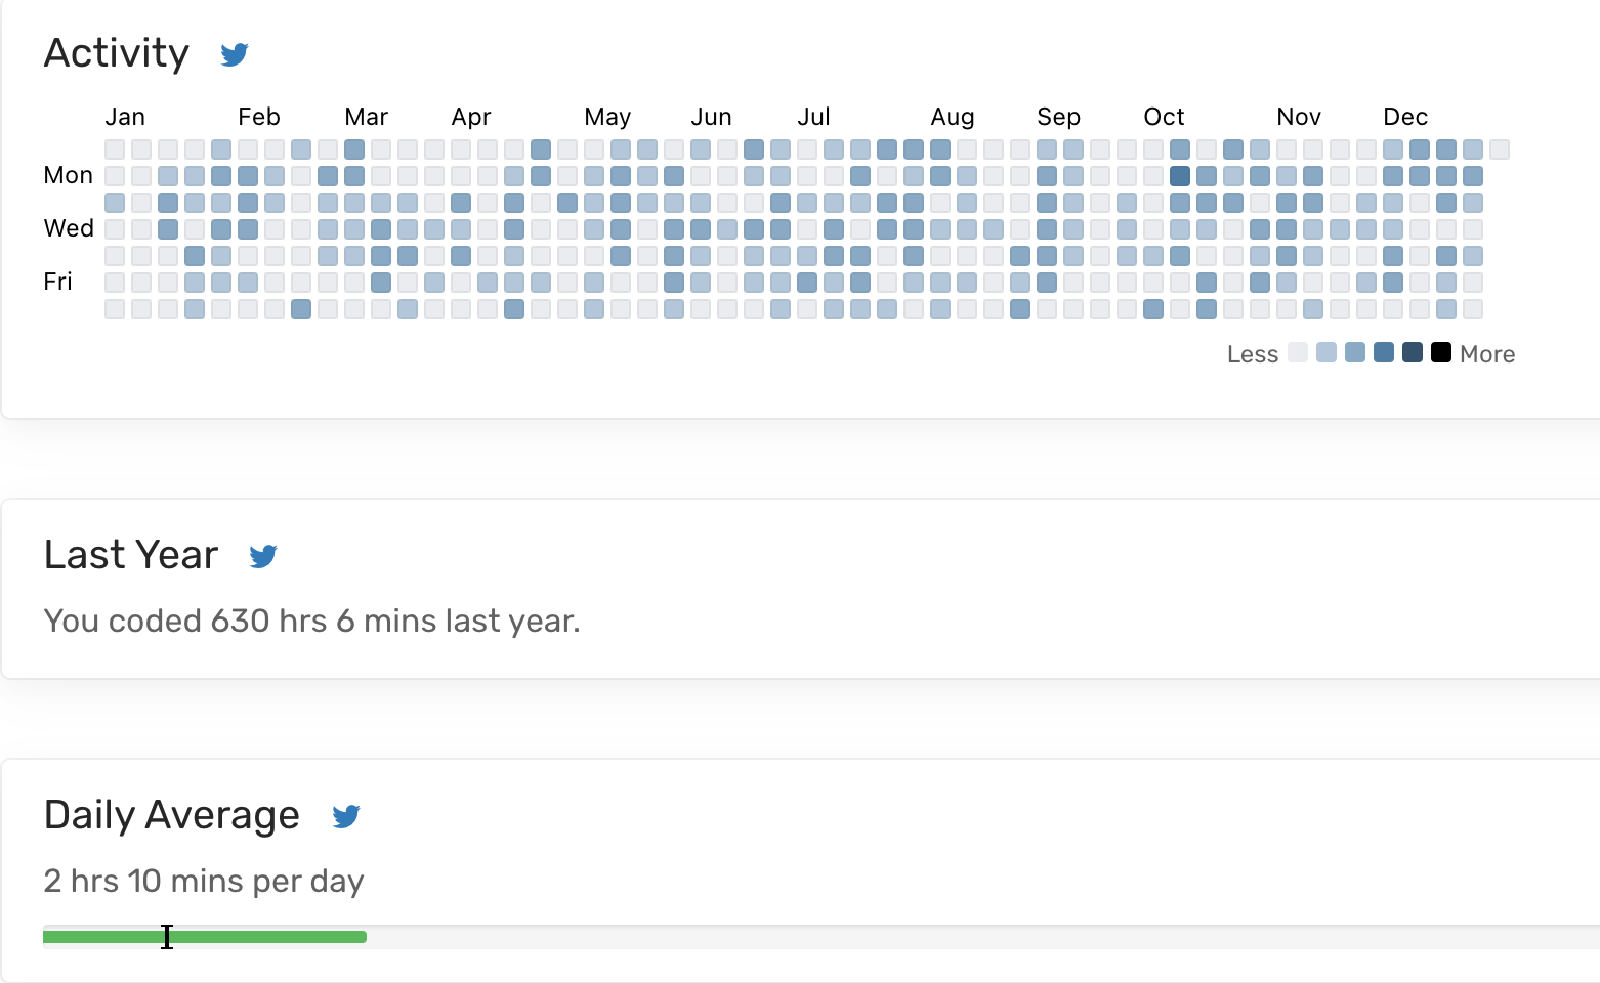 Activity
Jan Feb Mar Apr May Jun Jul Aug Sep Oct Nov Dec
Mon
Wed
Fri
Less More
Last Year
You coded 630 hrs 6 mins last year.
Daily Average
2 hrs 10 mins per day